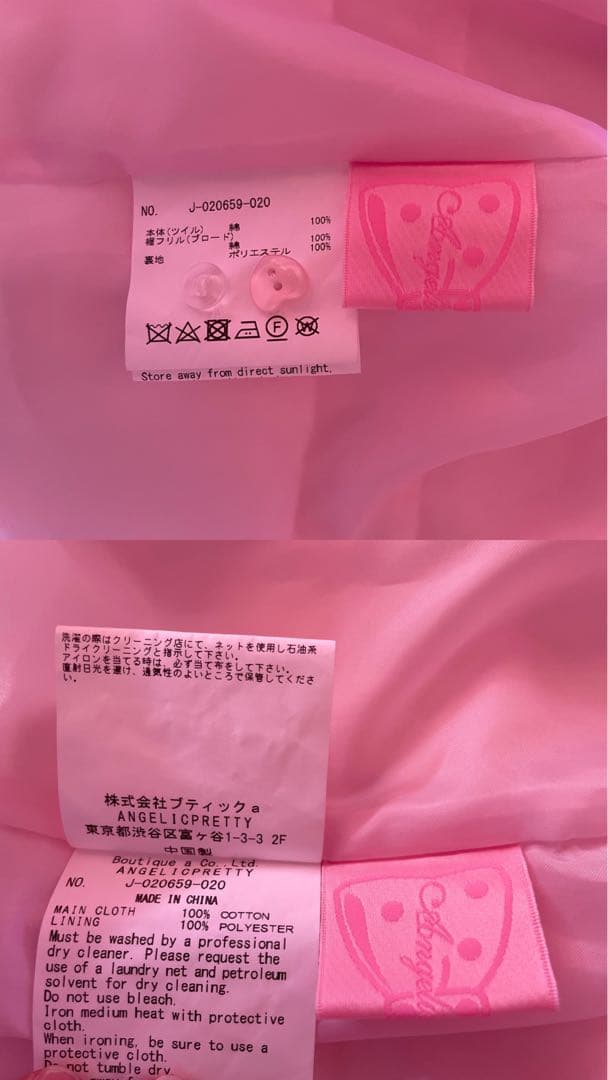 NO. J-020659-020
本体(ツイル) 綿 100%
裾フリル(ブロード) 綿 100%
裏地 ポリエステル 100%
F
W
Store away from direct sunlight.
Angelic
洗濯の際はクリーニング店にて、ネットを使用し石油系
ドライクリーニングと指示して下さい。
アイロンを当てる時は、必ず当て布をして下さい。
直射日光を避け、通気性のよいところで保管してくださ
い。
株式会社ブティックa
ANGELICPRETTY
東京都渋谷区富ヶ谷1-3-3 2F
中国製
Boutique a Co.,Ltd.
ANGELICPRETTY
NO. J-020659-020
MADE IN CHINA
MAIN CLOTH 100% COTTON
LINING 100% POLYESTER
Must be washed by a professional
dry cleaner. Please request the
use of a laundry net and petroleum
solvent for dry cleaning.
Do not use bleach.
Iron medium heat with protective
cloth.
When ironing, be sure to use a
protective cloth.
Do not tumble dry.
Angelic